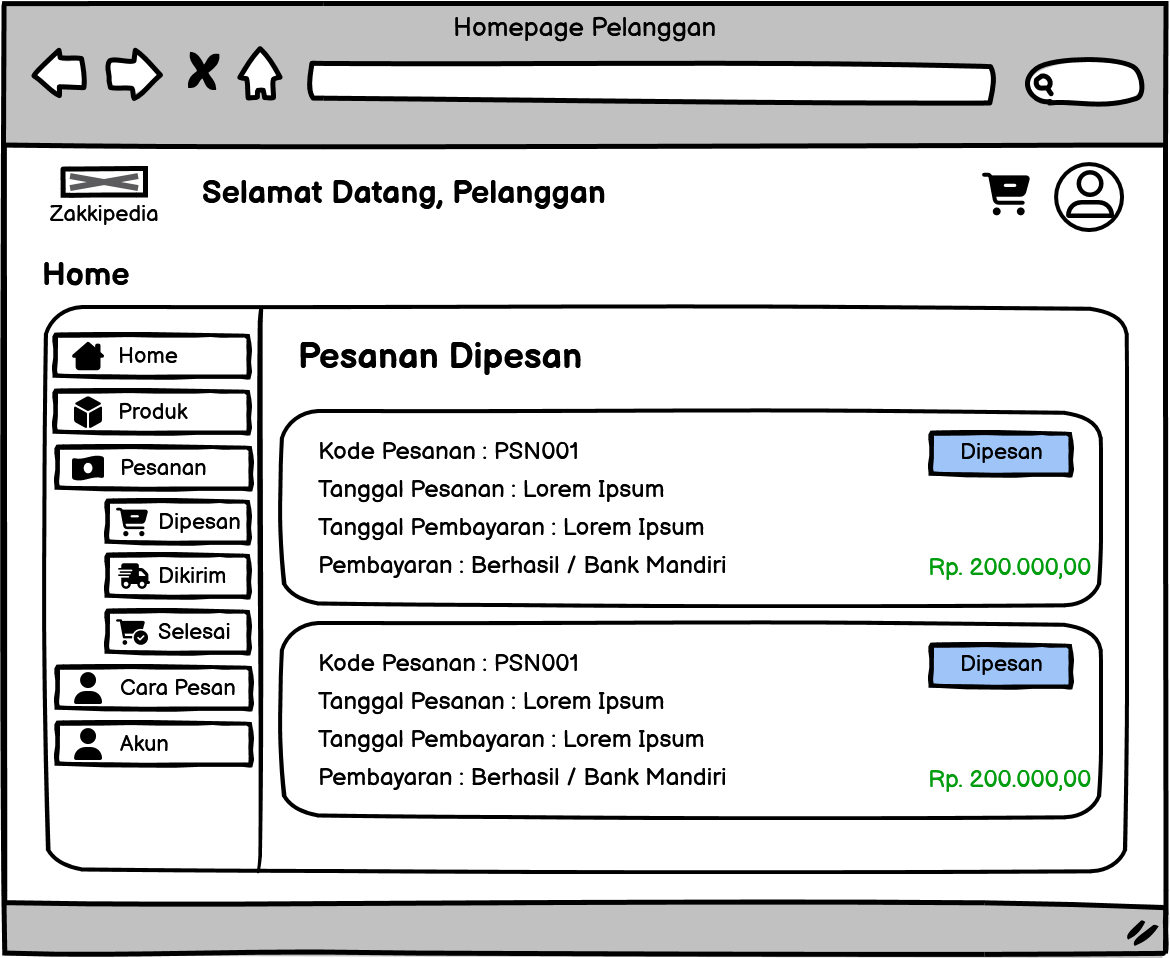 Homepage Pelanggan
Zakkipedia
Selamat Datang, Pelanggan
Home
Home
Produk
Pesanan
Dipesan
Dikirim
Selesai
Cara Pesan
Akun
Pesanan Dipesan
Kode Pesanan : PSN001
Dipesan
Tanggal Pesanan : Lorem Ipsum
Tanggal Pembayaran : Lorem Ipsum
Pembayaran : Berhasil / Bank Mandiri
Rp. 200.000,00
Kode Pesanan : PSN001
Dipesan
Tanggal Pesanan : Lorem Ipsum
Tanggal Pembayaran : Lorem Ipsum
Pembayaran : Berhasil / Bank Mandiri
Rp. 200.000,00